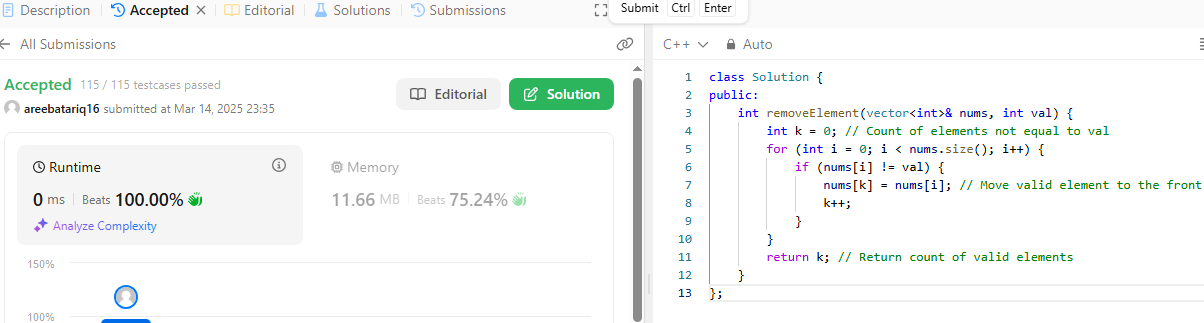 Description Accepted Editorial Solutions Submissions
Submit Ctrl Enter
All Submissions
Accepted 115 / 115 testcases passed
areebatariq16 submitted at Mar 14, 2025 23:35
Editorial
Solution
Runtime
0 ms Beats 100.00%
Analyze Complexity
Memory
11.66 MB Beats 75.24%
150%
100%
C++ Auto
1 class Solution {
2 public:
3     int removeElement(vector<int>& nums, int val) {
4         int k = 0; // Count of elements not equal to val
5         for (int i = 0; i < nums.size(); i++) {
6             if (nums[i] != val) {
7                 nums[k] = nums[i]; // Move valid element to the front
8                 k++;
9             }
10         }
11         return k; // Return count of valid elements
12     }
13 };